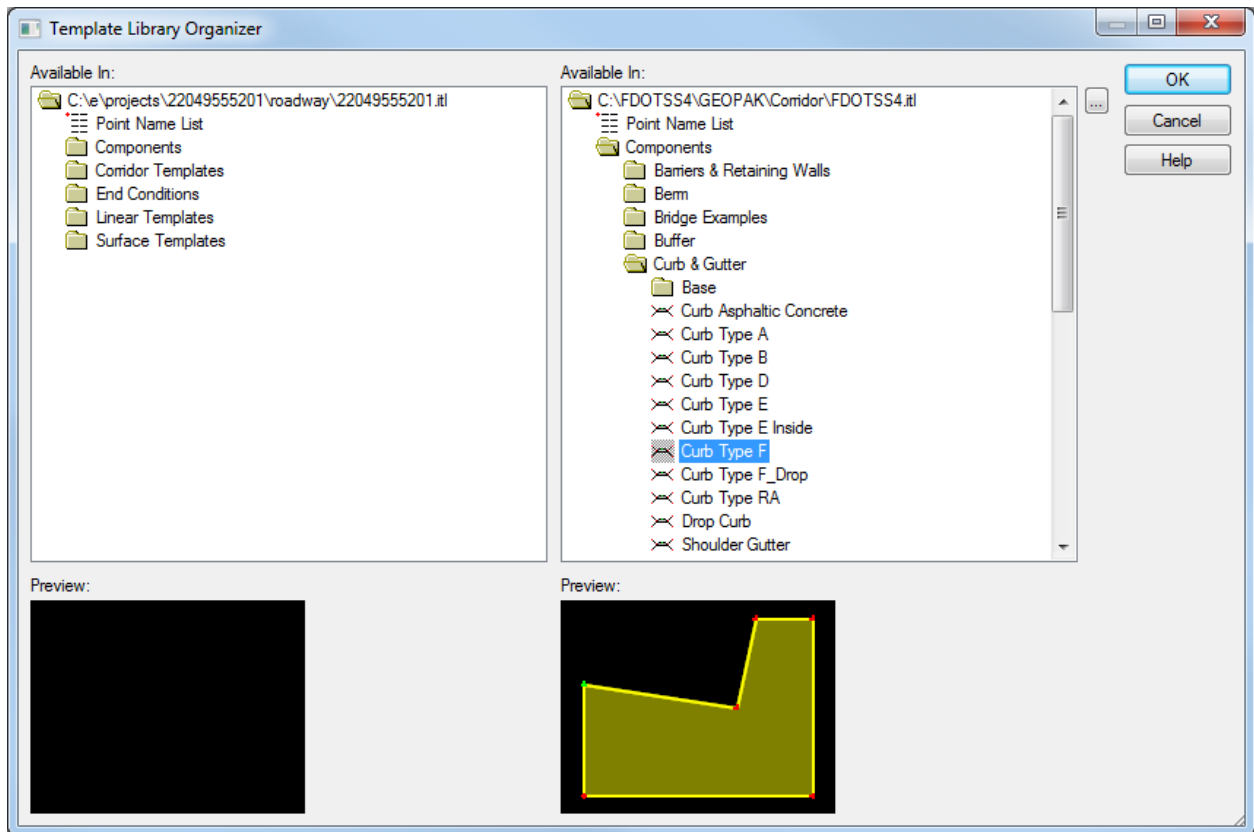 Template Library Organizer
Available In:
C:\e\projects\22049555201\roadway\22049555201.itl
Point Name List
Components
Corridor Templates
End Conditions
Linear Templates
Surface Templates
Preview:
Available In:
C:\FDOTSS4\GEOPAK\Corridor\FDOTSS4.itl
Point Name List
Components
Barriers & Retaining Walls
Berm
Bridge Examples
Buffer
Curb & Gutter
Base
Curb Asphaltic Concrete
Curb Type A
Curb Type B
Curb Type D
Curb Type E
Curb Type E Inside
Curb Type F
Curb Type F_Drop
Curb Type RA
Drop Curb
Shoulder Gutter
Preview:
...
OK
Cancel
Help